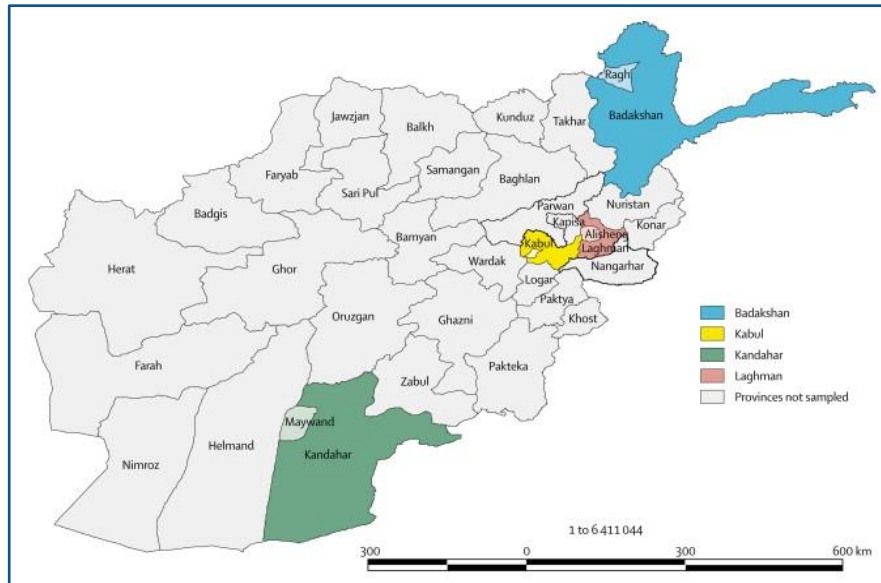 Ragh
Badakshan
Jawzjan
Balkh
Kunduz
Takhar
Faryab
Samangan
Sari Pul
Baghlan
Badgis
Nuristan
Parwan
Kapisa
Konar
Alisheng
Bamyan
Kabul
Laghman
Herat
Ghor
Wardak
Nangarhar
Logar
Oruzgan
Ghazni
Paktya
Khost
Farah
Zabul
Pakteka
Maywand
Helmand
Kandahar
Nimroz
Badakshan
Kabul
Kandahar
Laghman
Provinces not sampled
1 to 6 411 044
300 0 300 600 km